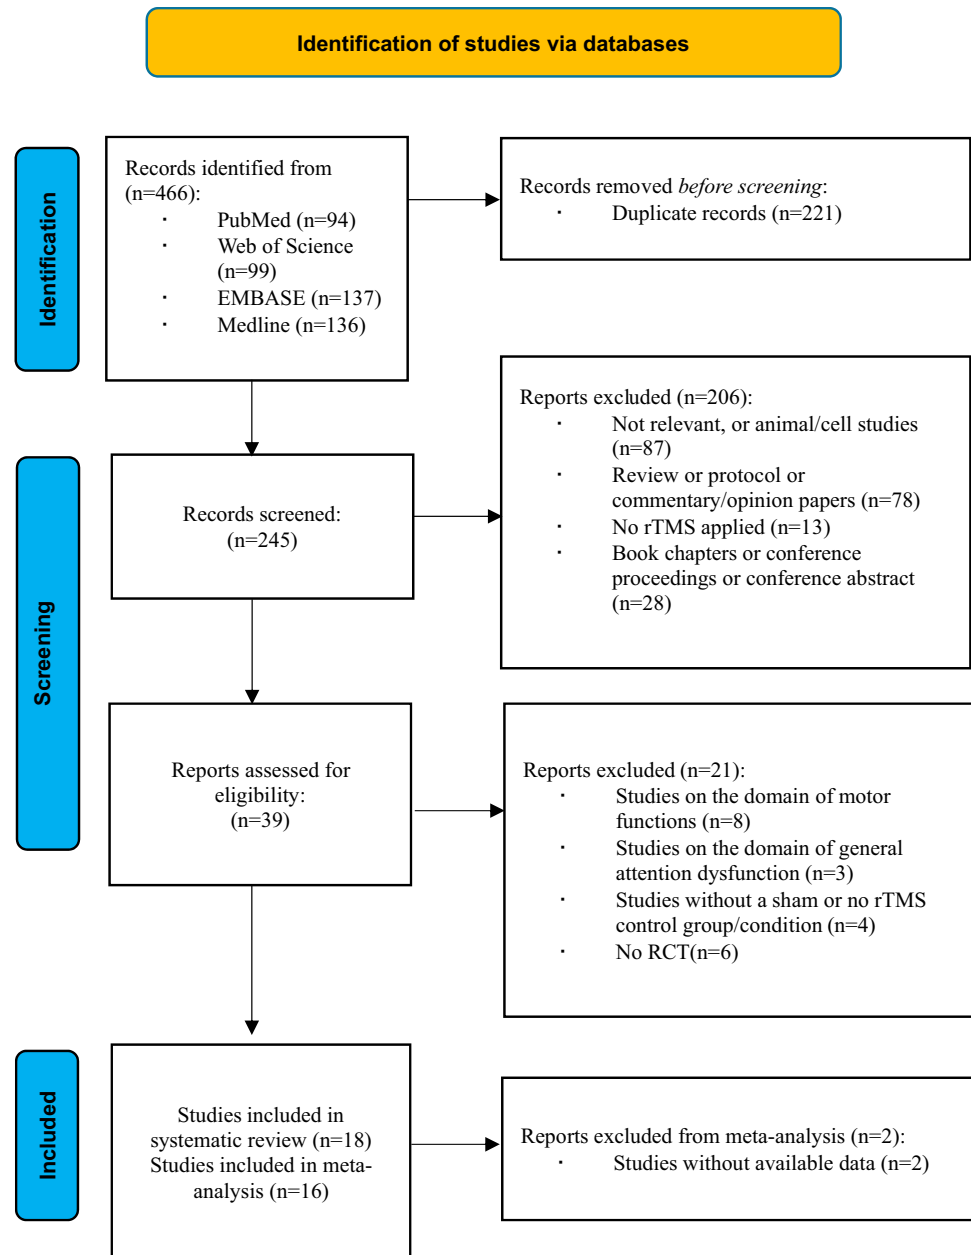 Identification of studies via databases
Identification
Records identified from
(n=466):
· PubMed (n=94)
· Web of Science
(n=99)
· EMBASE (n=137)
· Medline (n=136)
Records removed before screening:
· Duplicate records (n=221)
Screening
Records screened:
(n=245)
Reports excluded (n=206):
· Not relevant, or animal/cell studies
(n=87)
· Review or protocol or
commentary/opinion papers (n=78)
· No rTMS applied (n=13)
· Book chapters or conference
proceedings or conference abstract
(n=28)
Reports assessed for
eligibility:
(n=39)
Reports excluded (n=21):
· Studies on the domain of motor
functions (n=8)
· Studies on the domain of general
attention dysfunction (n=3)
· Studies without a sham or no rTMS
control group/condition (n=4)
· No RCT(n=6)
Included
Studies included in
systematic review (n=18)
Studies included in meta-
analysis (n=16)
Reports excluded from meta-analysis (n=2):
· Studies without available data (n=2)